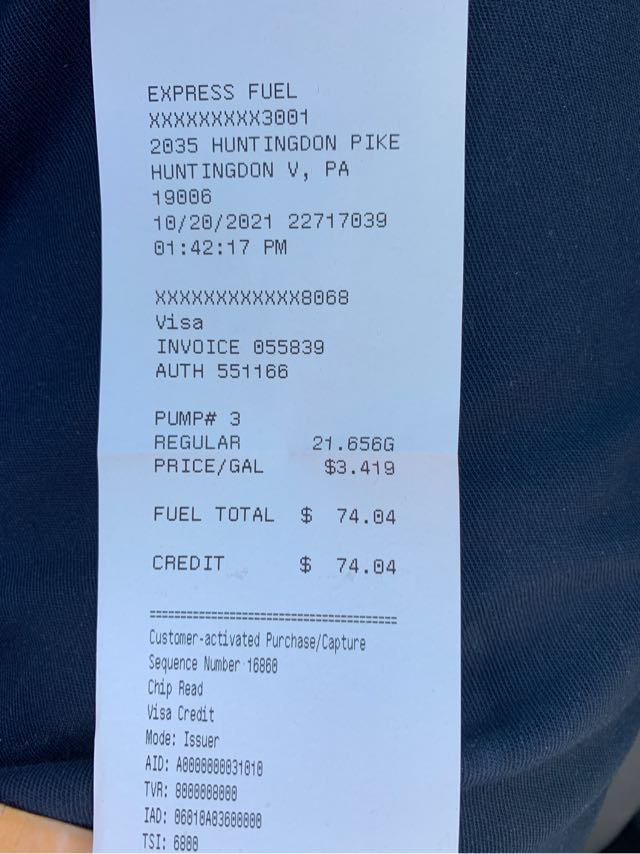 EXPRESS FUEL
XXXXXXXXX3001
2035 HUNTINGDON PIKE
HUNTINGDON V, PA
19006
10/20/2021 22717039
01:42:17 PM
XXXXXXXXXXXX8068
Visa
INVOICE 055839
AUTH 551166
PUMP# 3
REGULAR 21.656G
PRICE/GAL $3.419
FUEL TOTAL $ 74.04
CREDIT $ 74.04
=======================================
Customer-activated Purchase/Capture
Sequence Number 16860
Chip Read
Visa Credit
Mode: Issuer
AID: A0000000031010
TVR: 8000000000
IAD: 06010A03600000
TSI: 6800